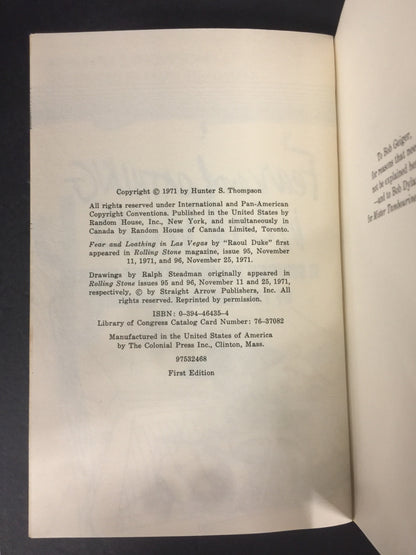 Copyright © 1971 by Hunter S. Thompson
All rights reserved under International and Pan-American
Copyright Conventions. Published in the United States by
Random House, Inc., New York, and simultaneously in
Canada by Random House of Canada Limited, Toronto.
Fear and Loathing in Las Vegas by "Raoul Duke" first
appeared in Rolling Stone magazine, issue 95, November
11, 1971, and 96, November 25, 1971.
Drawings by Ralph Steadman originally appeared in
Rolling Stone issues 95 and 96, November 11 and 25, 1971,
respectively, © by Straight Arrow Publishers, Inc. All
rights reserved. Reprinted by permission.
ISBN: 0-394-46435-4
Library of Congress Catalog Card Number: 76-37082
Manufactured in the United States of America
by The Colonial Press Inc., Clinton, Mass.
97532468
First Edition
To Bob Geiger,
for reasons that need
not be explained here
—and to Bob Dylan,
for Mister Tambourine